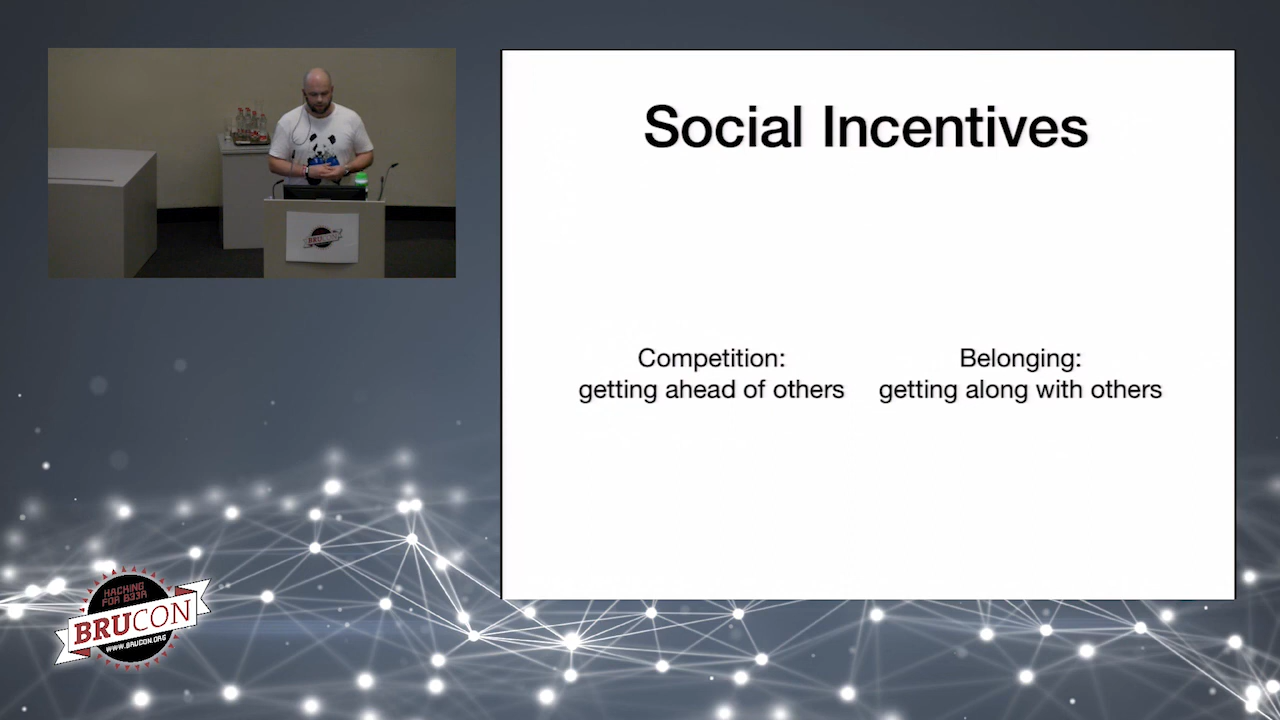 Social Incentives
Competition:
getting ahead of others
Belonging:
getting along with others
BRUCON
HACKING
FOR B33R
BRUCON
WWW.BRUCON.ORG